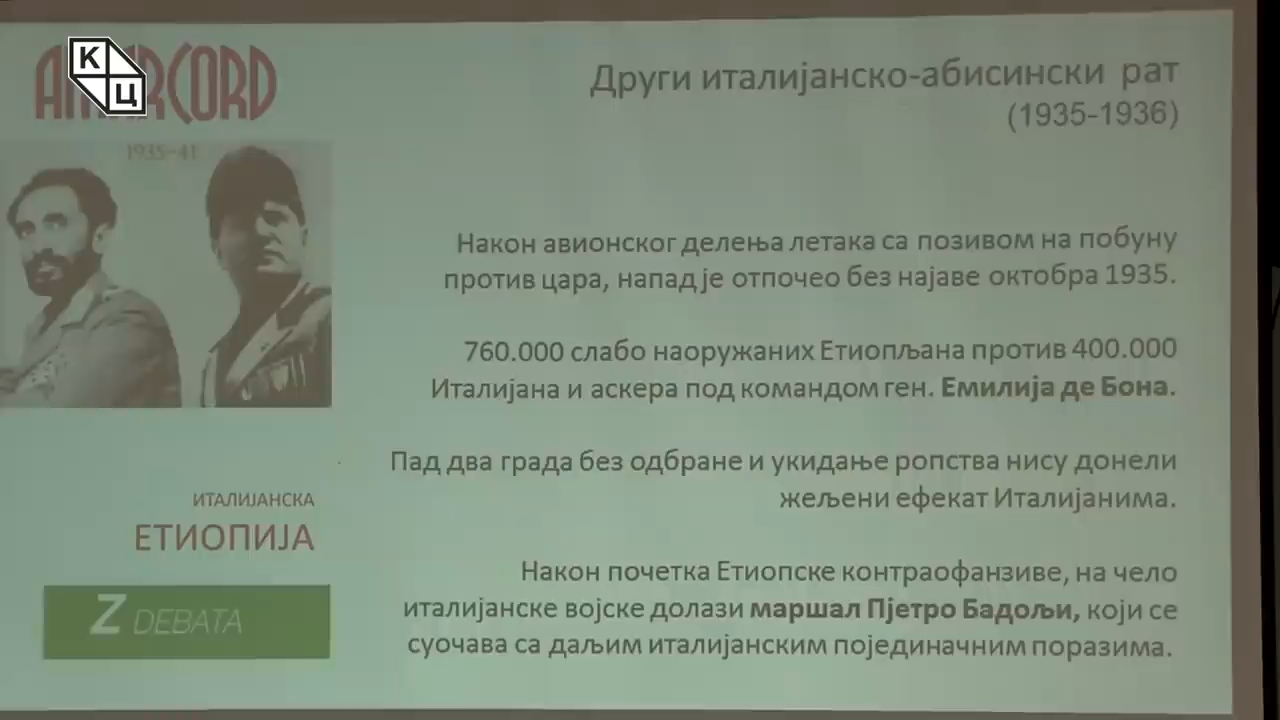 К
Ц
Други италијанско-абисински рат
(1935-1936)
1935-41
Након авионског делења летака са позивом на побуну
против цара, напад је отпочео без најаве октобра 1935.
760.000 слабо наоружаних Етиопљана против 400.000
Италијана и аскера под командом ген. Емилија де Бона.
Пад два града без одбране и укидање ропства нису донели
жељени ефекат Италијанима.
ИТАЛИЈАНСКА
ЕТИОПИЈА
Након почетка Етиопске контраофанзиве, на чело
италијанске војске долази маршал Пјетро Бадољи, који се
суочава са даљим италијанским појединачним поразима.
Z DEBATA